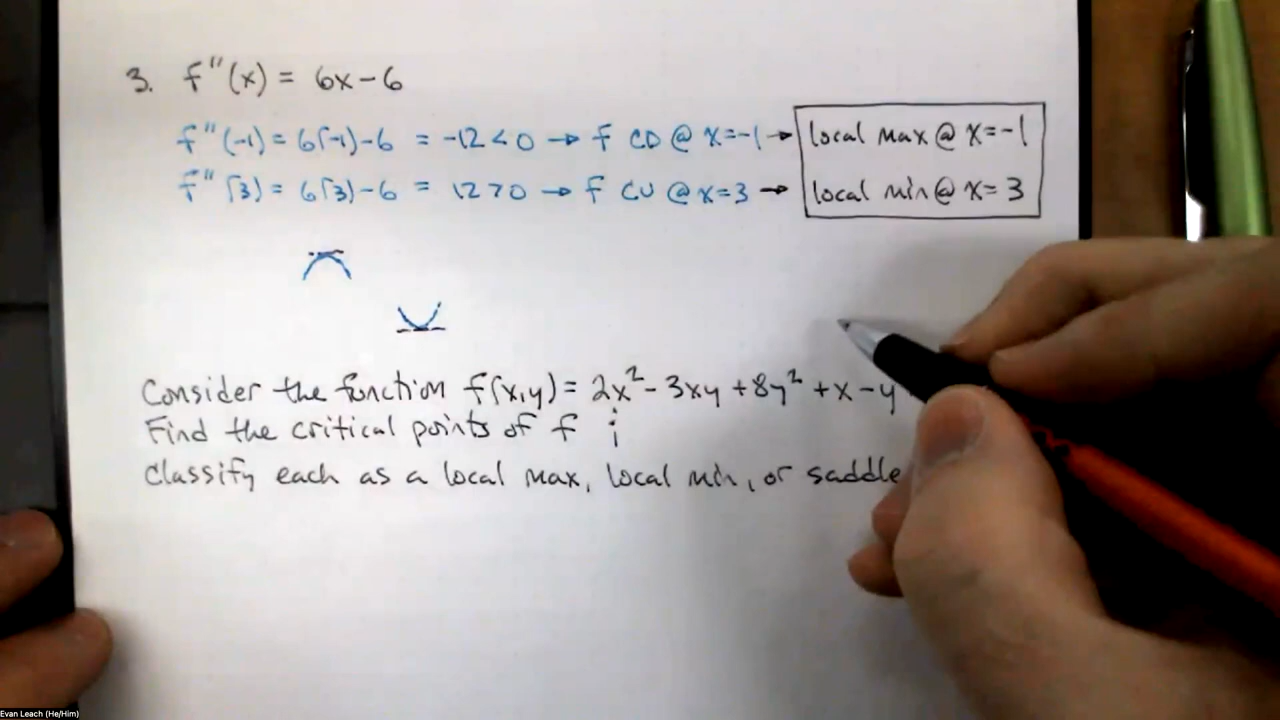 3. f''(x) = 6x-6
f''(-1) = 6(-1)-6 = -12 < 0 → f CD @ x=-1 → local max @ x=-1
f''(3) = 6(3)-6 = 12 > 0 → f CU @ x=3 → local min @ x=3
Consider the function f(x,y) = 2x² - 3xy + 8y² + x - y
Find the critical points of f ;
Classify each as a local max, local min, or saddle
Evan Leach (He/Him)